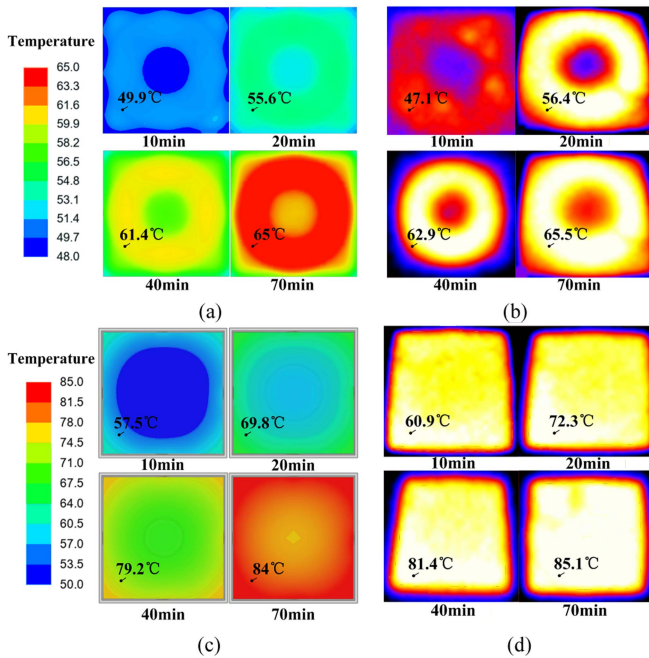 Temperature
65.0
63.3
61.6
59.9
58.2
56.5
54.8
53.1
51.4
49.7
48.0
49.9℃
55.6℃
10min
20min
61.4℃
65℃
40min
70min
(a)
47.1℃
56.4℃
10min
20min
62.9℃
65.5℃
40min
70min
(b)
Temperature
85.0
81.5
78.0
74.5
71.0
67.5
64.0
60.5
57.0
53.5
50.0
57.5℃
69.8℃
10min
20min
79.2℃
84℃
40min
70min
(c)
60.9℃
72.3℃
10min
20min
81.4℃
85.1℃
40min
70min
(d)